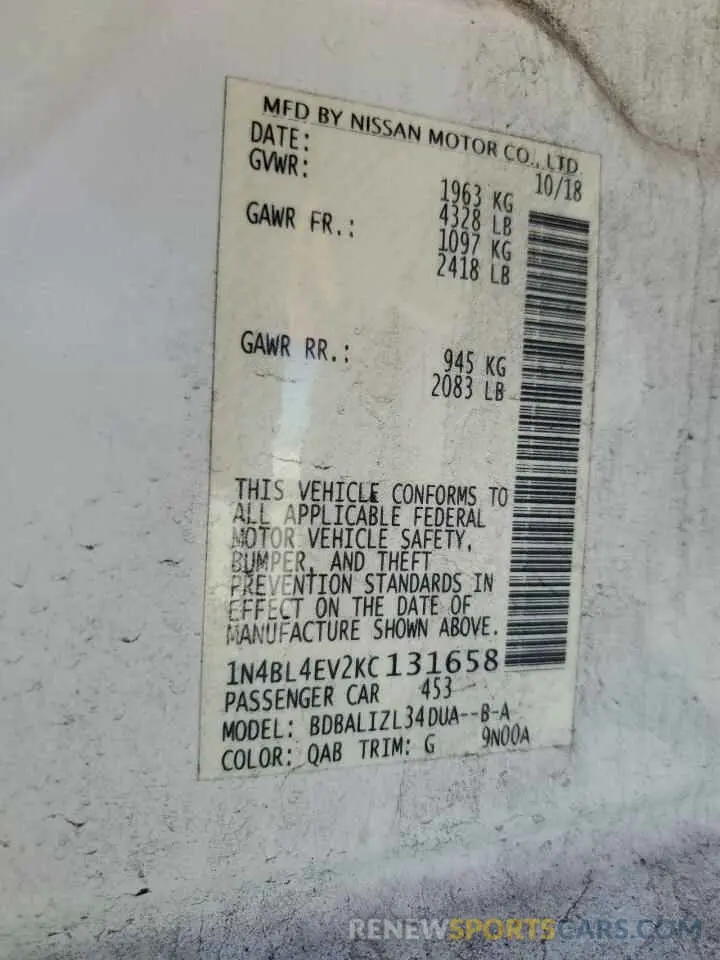 MFD BY NISSAN MOTOR CO., LTD.
DATE: 10/18
GVWR: 1963 KG
4328 LB
GAWR FR.: 1097 KG
2418 LB
GAWR RR.: 945 KG
2083 LB
THIS VEHICLE CONFORMS TO
ALL APPLICABLE FEDERAL
MOTOR VEHICLE SAFETY,
BUMPER, AND THEFT
PREVENTION STANDARDS IN
EFFECT ON THE DATE OF
MANUFACTURE SHOWN ABOVE.
1N4BL4EV2KC131658
PASSENGER CAR 453
MODEL: BDBALIZL34DUA--B-A
COLOR: QAB TRIM: G 9N00A
RENEWSPORTSCARS.COM